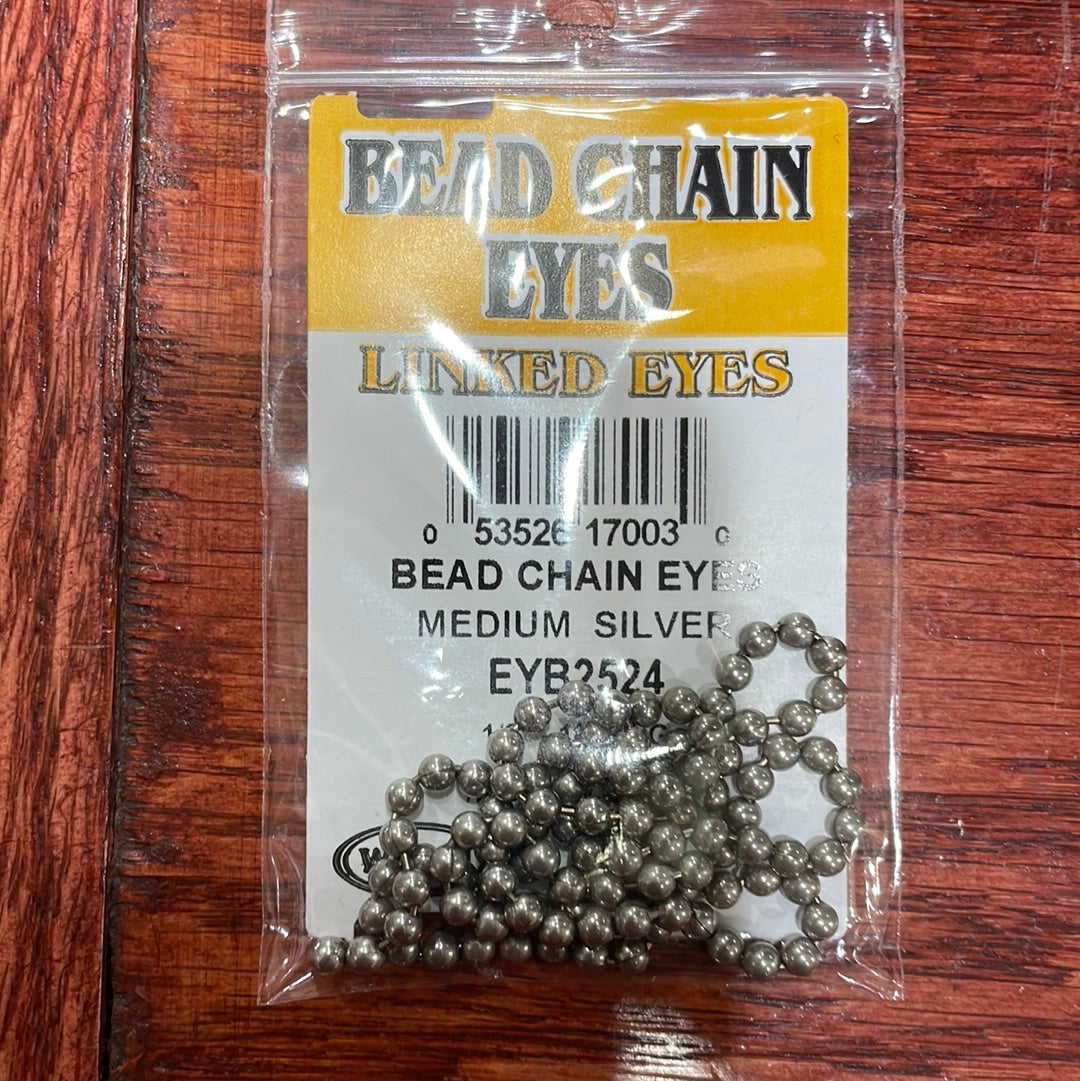 BEAD CHAIN
EYES
LINKED EYES
0 53526 17003 0
BEAD CHAIN EYES
MEDIUM SILVER
EYB2524